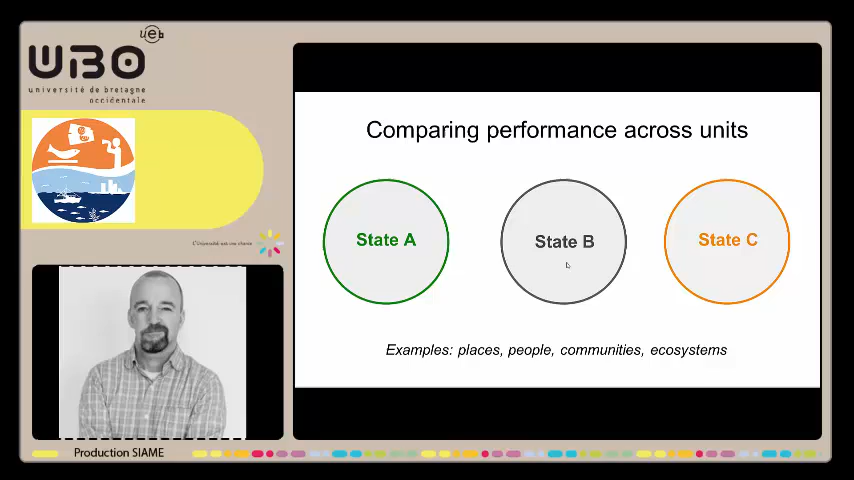 ueb
UBO
université de bretagne
occidentale
L'Université est une chance
Comparing performance across units
State A
State B
State C
Examples: places, people, communities, ecosystems
Production SIAME